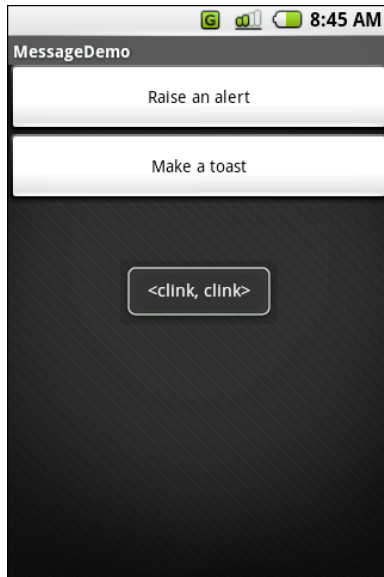 G 8:45 AM
MessageDemo
Raise an alert
Make a toast
<clink, clink>